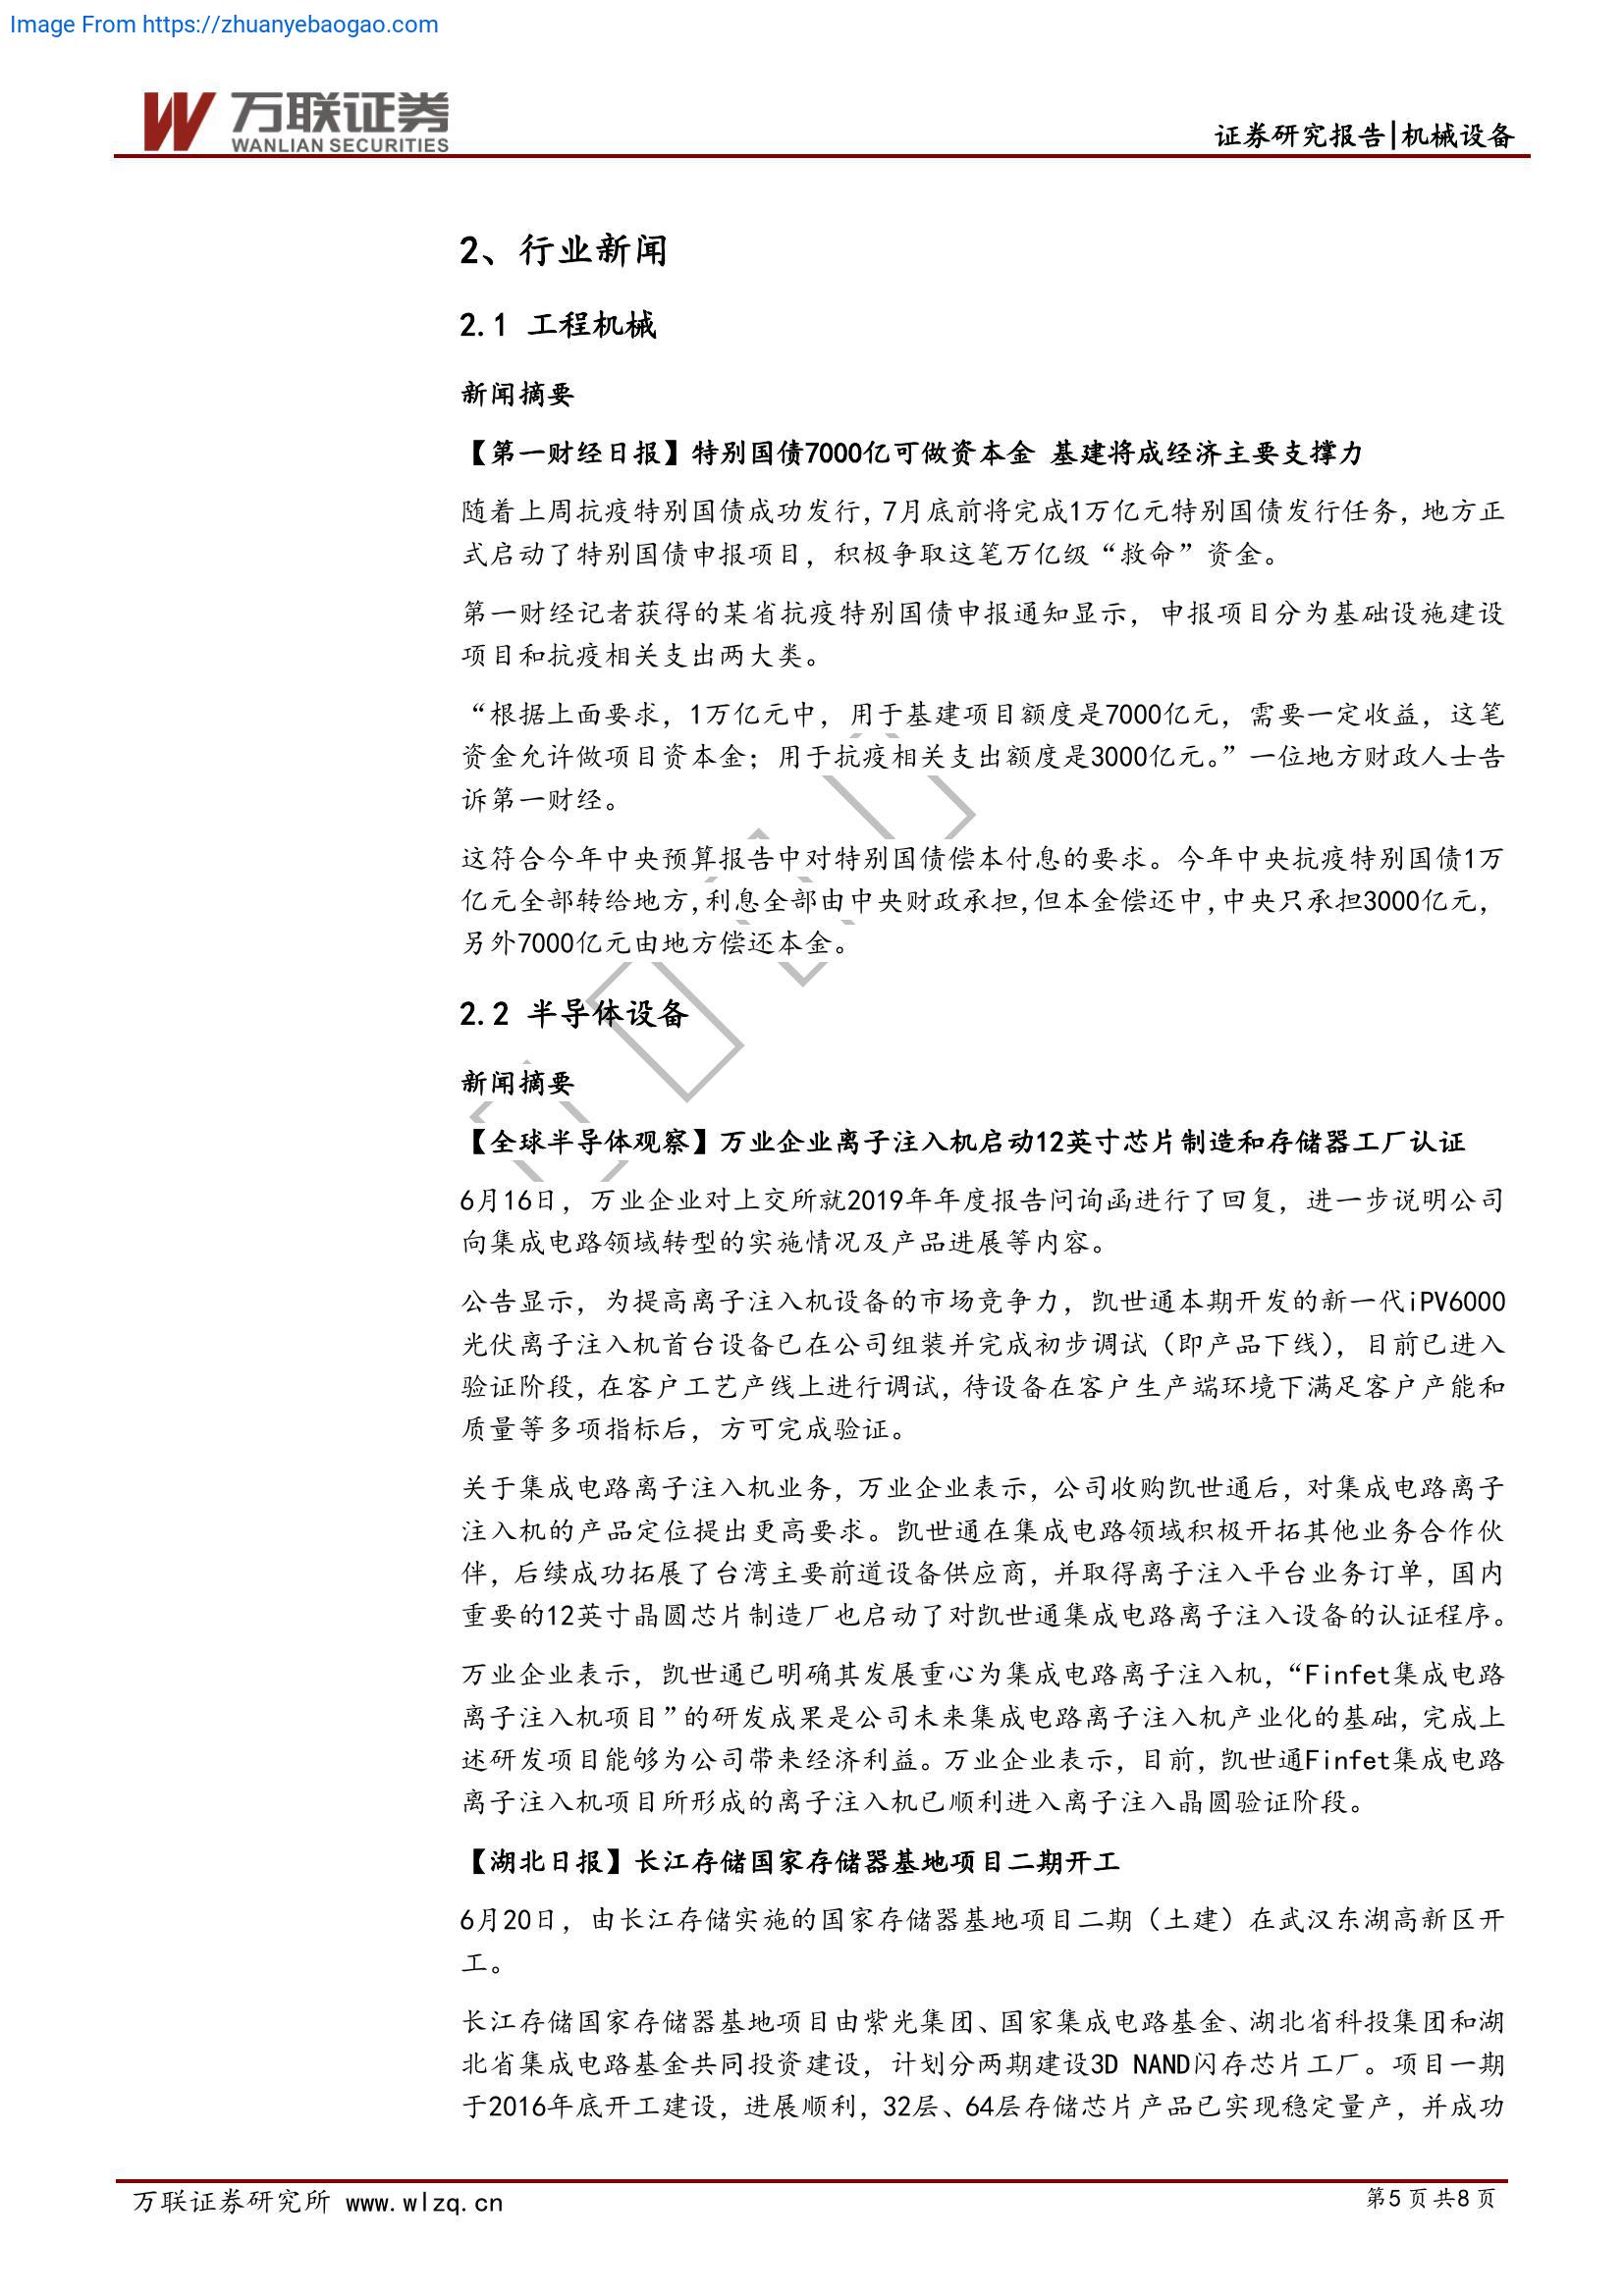 Image From https://zhuanyebaogao.com
万联证券
WANLIAN SECURITIES
证券研究报告|机械设备
2、行业新闻
2.1 工程机械
新闻摘要
【第一财经日报】特别国债7000亿可做资本金 基建将成经济主要支撑力
随着上周抗疫特别国债成功发行，7月底前将完成1万亿元特别国债发行任务，地方正
式启动了特别国债申报项目，积极争取这笔万亿级“救命”资金。
第一财经记者获得的某省抗疫特别国债申报通知显示，申报项目分为基础设施建设
项目和抗疫相关支出两大类。
“根据上面要求，1万亿元中，用于基建项目额度是7000亿元，需要一定收益，这笔
资金允许做项目资本金；用于抗疫相关支出额度是3000亿元。”一位地方财政人士告
诉第一财经。
这符合今年中央预算报告中对特别国债偿本付息的要求。今年中央抗疫特别国债1万
亿元全部转给地方，利息全部由中央财政承担，但本金偿还中，中央只承担3000亿元，
另外7000亿元由地方偿还本金。
2.2 半导体设备
新闻摘要
【全球半导体观察】万业企业离子注入机启动12英寸芯片制造和存储器工厂认证
6月16日，万业企业对上交所就2019年年度报告问询函进行了回复，进一步说明公司
向集成电路领域转型的实施情况及产品进展等内容。
公告显示，为提高离子注入机设备的市场竞争力，凯世通本期开发的新一代iPV6000
光伏离子注入机首台设备已在公司组装并完成初步调试（即产品下线），目前已进入
验证阶段，在客户工艺产线上进行调试，待设备在客户生产端环境下满足客户产能和
质量等多项指标后，方可完成验证。
关于集成电路离子注入机业务，万业企业表示，公司收购凯世通后，对集成电路离子
注入机的产品定位提出更高要求。凯世通在集成电路领域积极开拓其他业务合作伙
伴，后续成功拓展了台湾主要前道设备供应商，并取得离子注入平台业务订单，国内
重要的12英寸晶圆芯片制造厂也启动了对凯世通集成电路离子注入设备的认证程序。
万业企业表示，凯世通已明确其发展重心为集成电路离子注入机，“Finfet集成电路
离子注入机项目”的研发成果是公司未来集成电路离子注入机产业化的基础，完成上
述研发项目能够为公司带来经济利益。万业企业表示，目前，凯世通Finfet集成电路
离子注入机项目所形成的离子注入机已顺利进入离子注入晶圆验证阶段。
【湖北日报】长江存储国家存储器基地项目二期开工
6月20日，由长江存储实施的国家存储器基地项目二期（土建）在武汉东湖高新区开
工。
长江存储国家存储器基地项目由紫光集团、国家集成电路基金、湖北省科投集团和湖
北省集成电路基金共同投资建设，计划分两期建设3D NAND闪存芯片工厂。项目一期
于2016年底开工建设，进展顺利，32层、64层存储芯片产品已实现稳定量产，并成功
万联证券研究所 www.wlzq.cn
第5页共8页